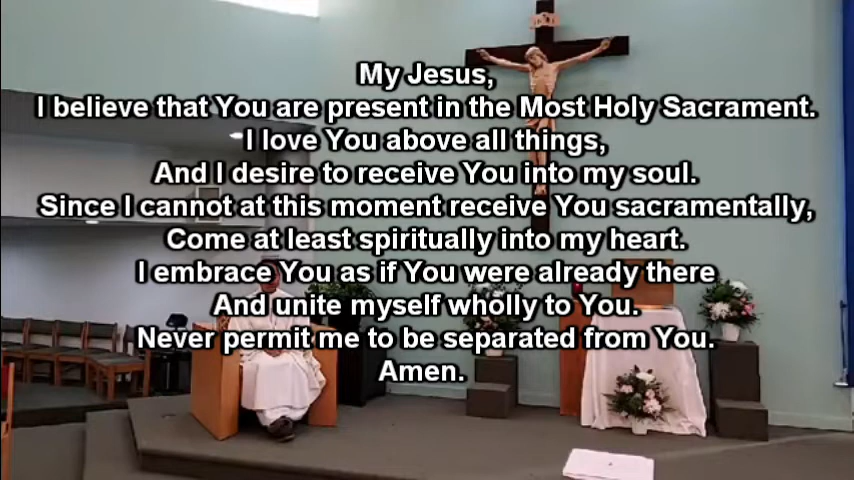 My Jesus,
I believe that You are present in the Most Holy Sacrament.
I love You above all things,
And I desire to receive You into my soul.
Since I cannot at this moment receive You sacramentally,
Come at least spiritually into my heart.
I embrace You as if You were already there
And unite myself wholly to You.
Never permit me to be separated from You.
Amen.